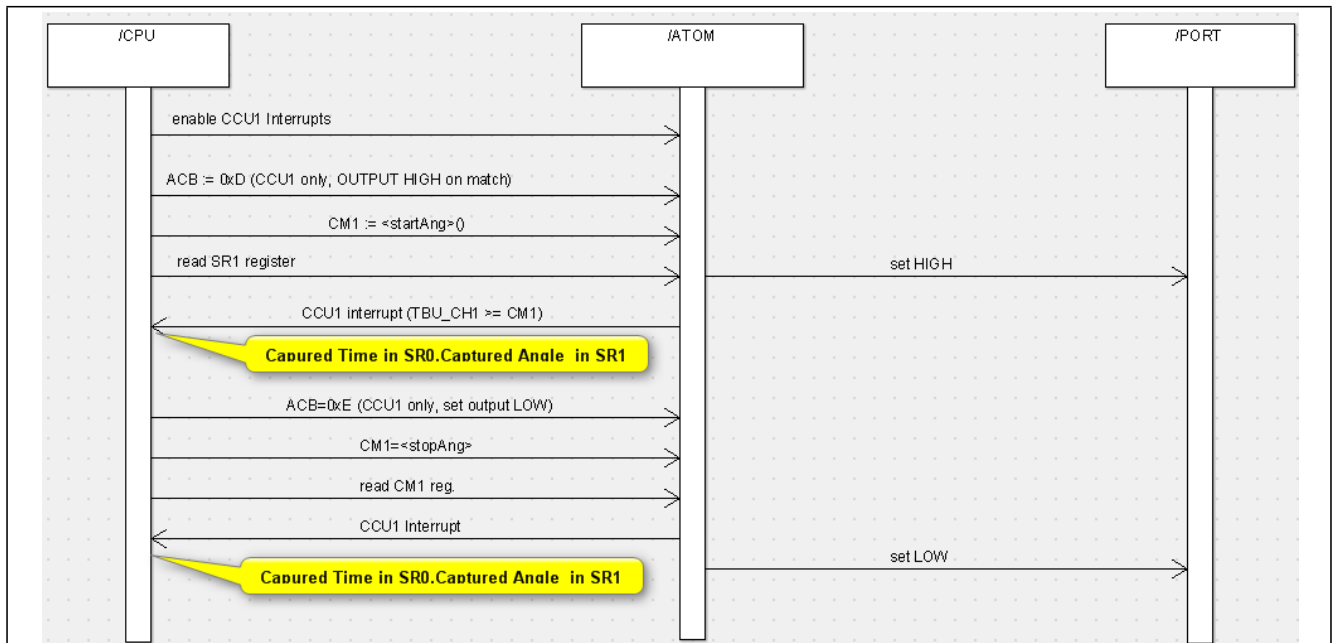 /CPU
/ATOM
/PORT
enable CCU1 Interrupts
ACB := 0xD (CCU1 only, OUTPUT HIGH on match)
CM1 := <startAng>()
read SR1 register
set HIGH
CCU1 interrupt (TBU_CH1 >= CM1)
Capured Time in SR0.Captured Angle in SR1
ACB=0xE (CCU1 only, set output LOW)
CM1=<stopAng>
read CM1 reg.
CCU1 Interrupt
set LOW
Capured Time in SR0.Captured Angle in SR1